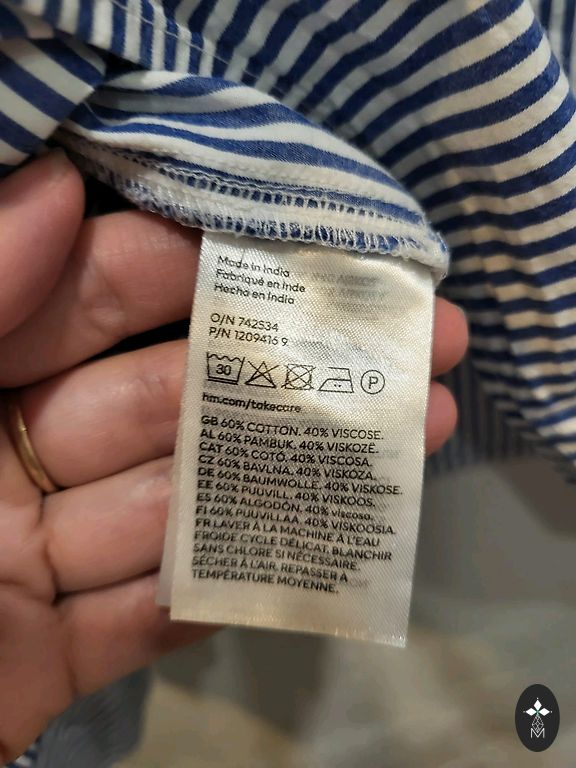 Made in India
Fabriqué en Inde
Hecho en India
O/N 742534
P/N 1209416 9
30
P
hm.com/takecare
GB 60% COTTON, 40% VISCOSE.
AL 60% PAMBUK, 40% VISKOZË.
CAT 60% COTÓ, 40% VISCOSA.
CZ 60% BAVLNA, 40% VISKÓZA.
DE 60% BAUMWOLLE, 40% VISKOSE.
EE 60% PUUVILL, 40% VISKOOS.
ES 60% ALGODÓN, 40% viscosa.
FI 60% PUUVILLAA, 40% VISKOOSIA.
FR LAVER À LA MACHINE À L'EAU
FROIDE CYCLE DÉLICAT. BLANCHIR
SANS CHLORE SI NÉCESSAIRE.
SÉCHER À L'AIR. REPASSER À
TEMPÉRATURE MOYENNE.
M